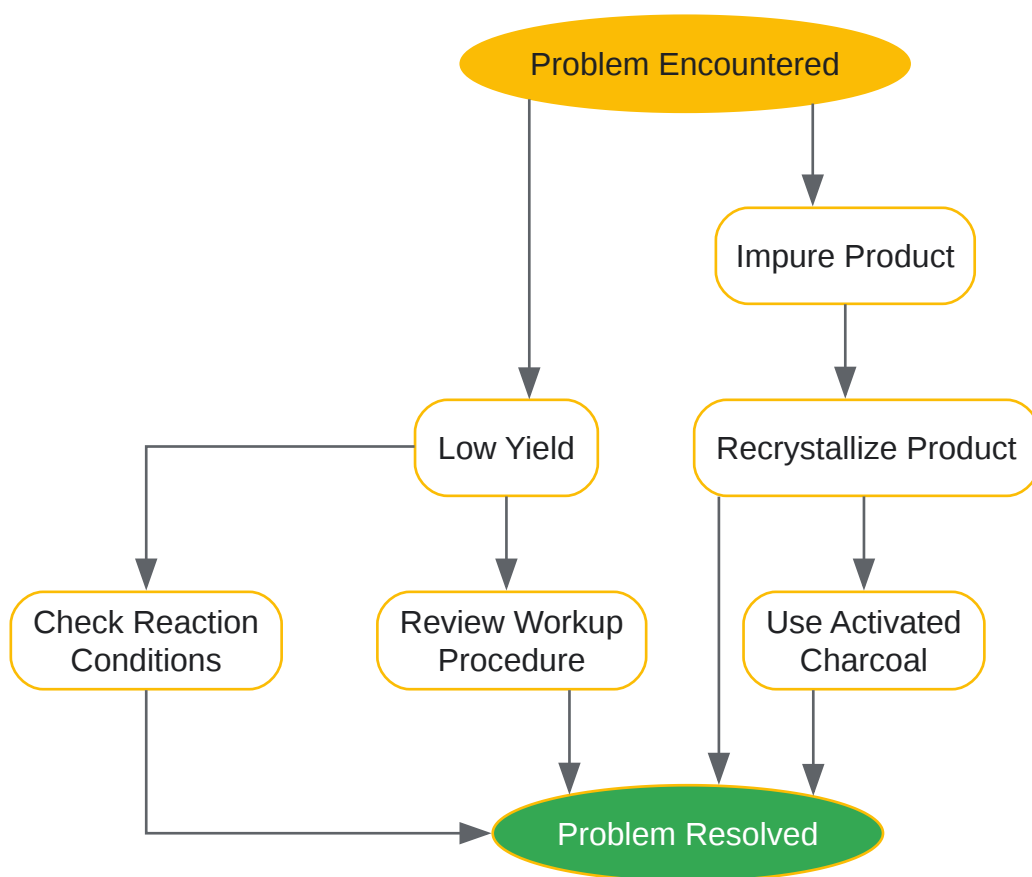 Problem Encountered
Impure Product
Low Yield
Recrystallize Product
Check Reaction
Conditions
Review Workup
Procedure
Use Activated
Charcoal
Problem Resolved